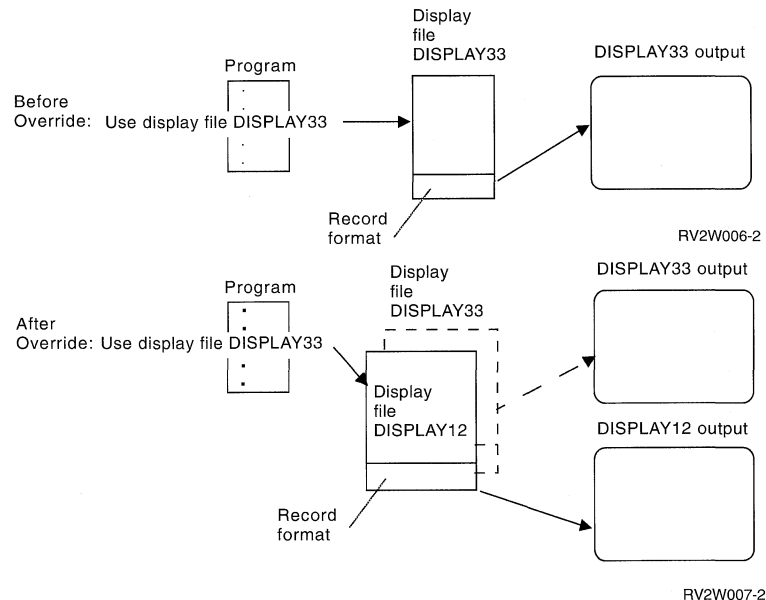 Display
file
DISPLAY33
DISPLAY33 output
Program
Before
Override: Use display file DISPLAY33
Record
format
RV2W006-2
Display
file
DISPLAY33
DISPLAY33 output
Program
After
Override: Use display file DISPLAY33
Display
file
DISPLAY12
DISPLAY12 output
Record
format
RV2W007-2